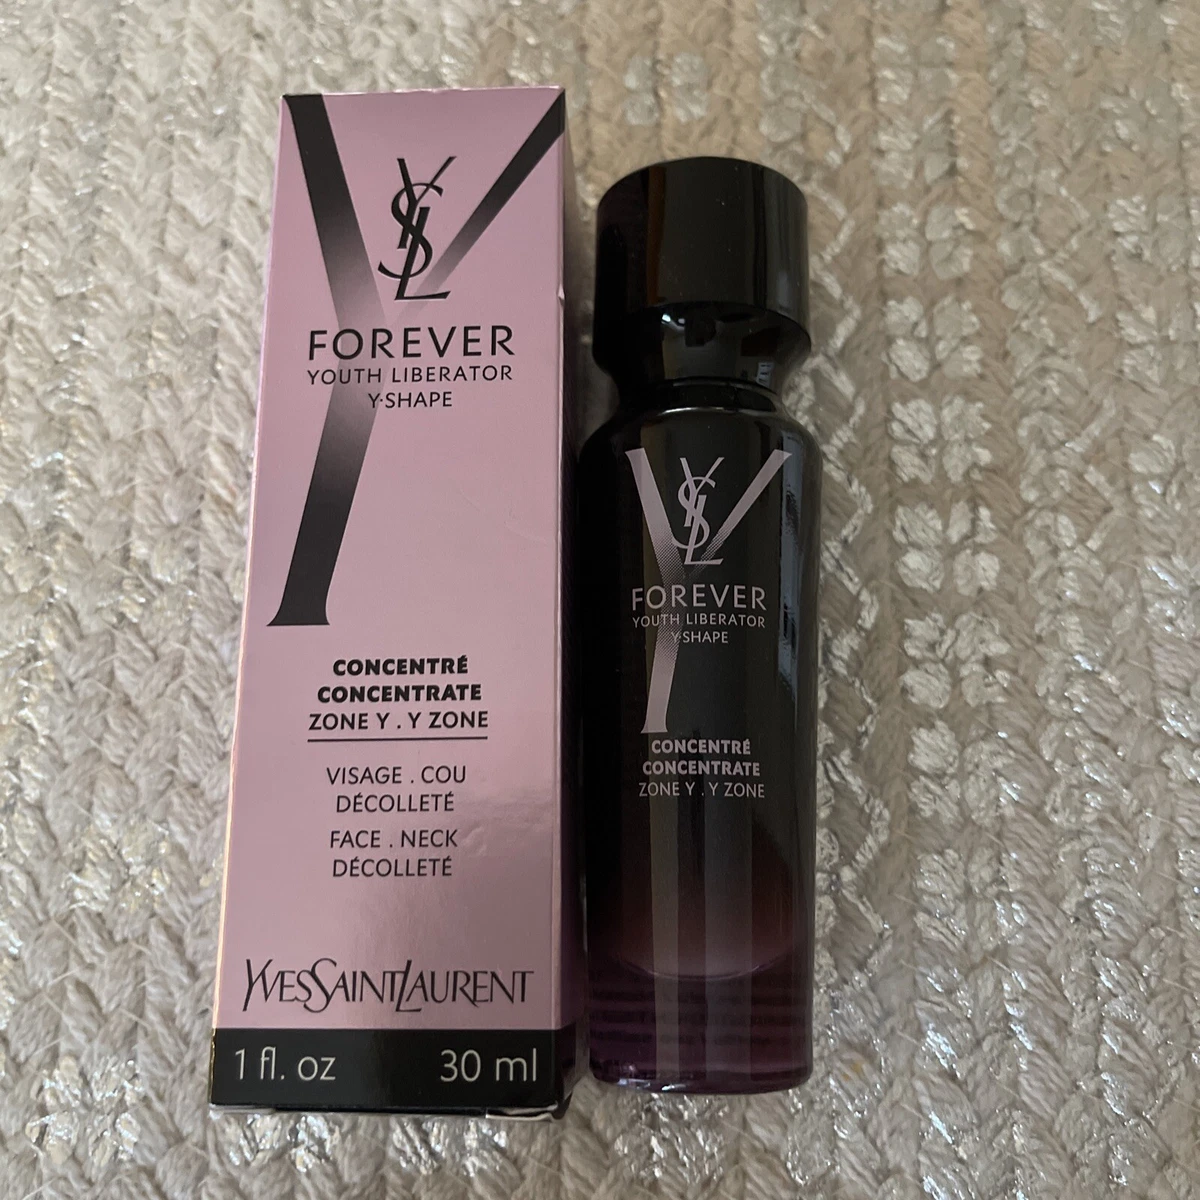 YSL
FOREVER
YOUTH LIBERATOR
Y·SHAPE
CONCENTRÉ
CONCENTRATE
ZONE Y . Y ZONE
VISAGE . COU
DÉCOLLETÉ
FACE . NECK
DÉCOLLETÉ
YVESSAINTLAURENT
1 fl. oz 30 ml
YSL
FOREVER
YOUTH LIBERATOR
Y·SHAPE
CONCENTRÉ
CONCENTRATE
ZONE Y . Y ZONE